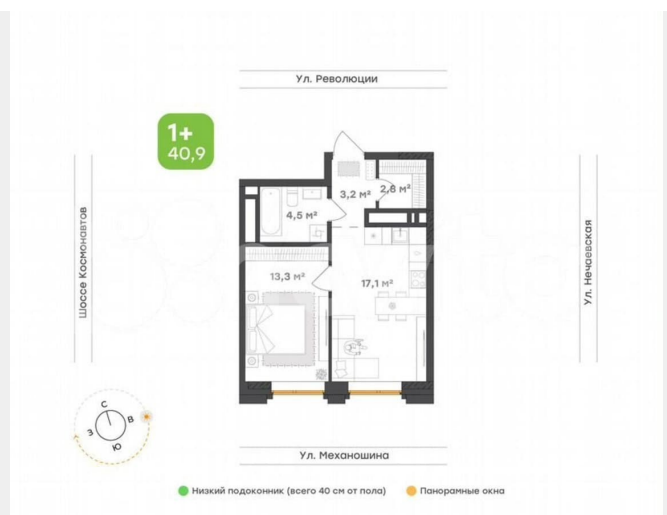 Ул. Революции
1+
40,9
3,2 м²
2,8 м²
4,5 м²
13,3 м²
17,1 м²
Шоссе Космонавтов
Ул. Нечаевская
С
В
З
Ю
Ул. Механошина
Низкий подоконник (всего 40 см от пола)
Панорамные окна